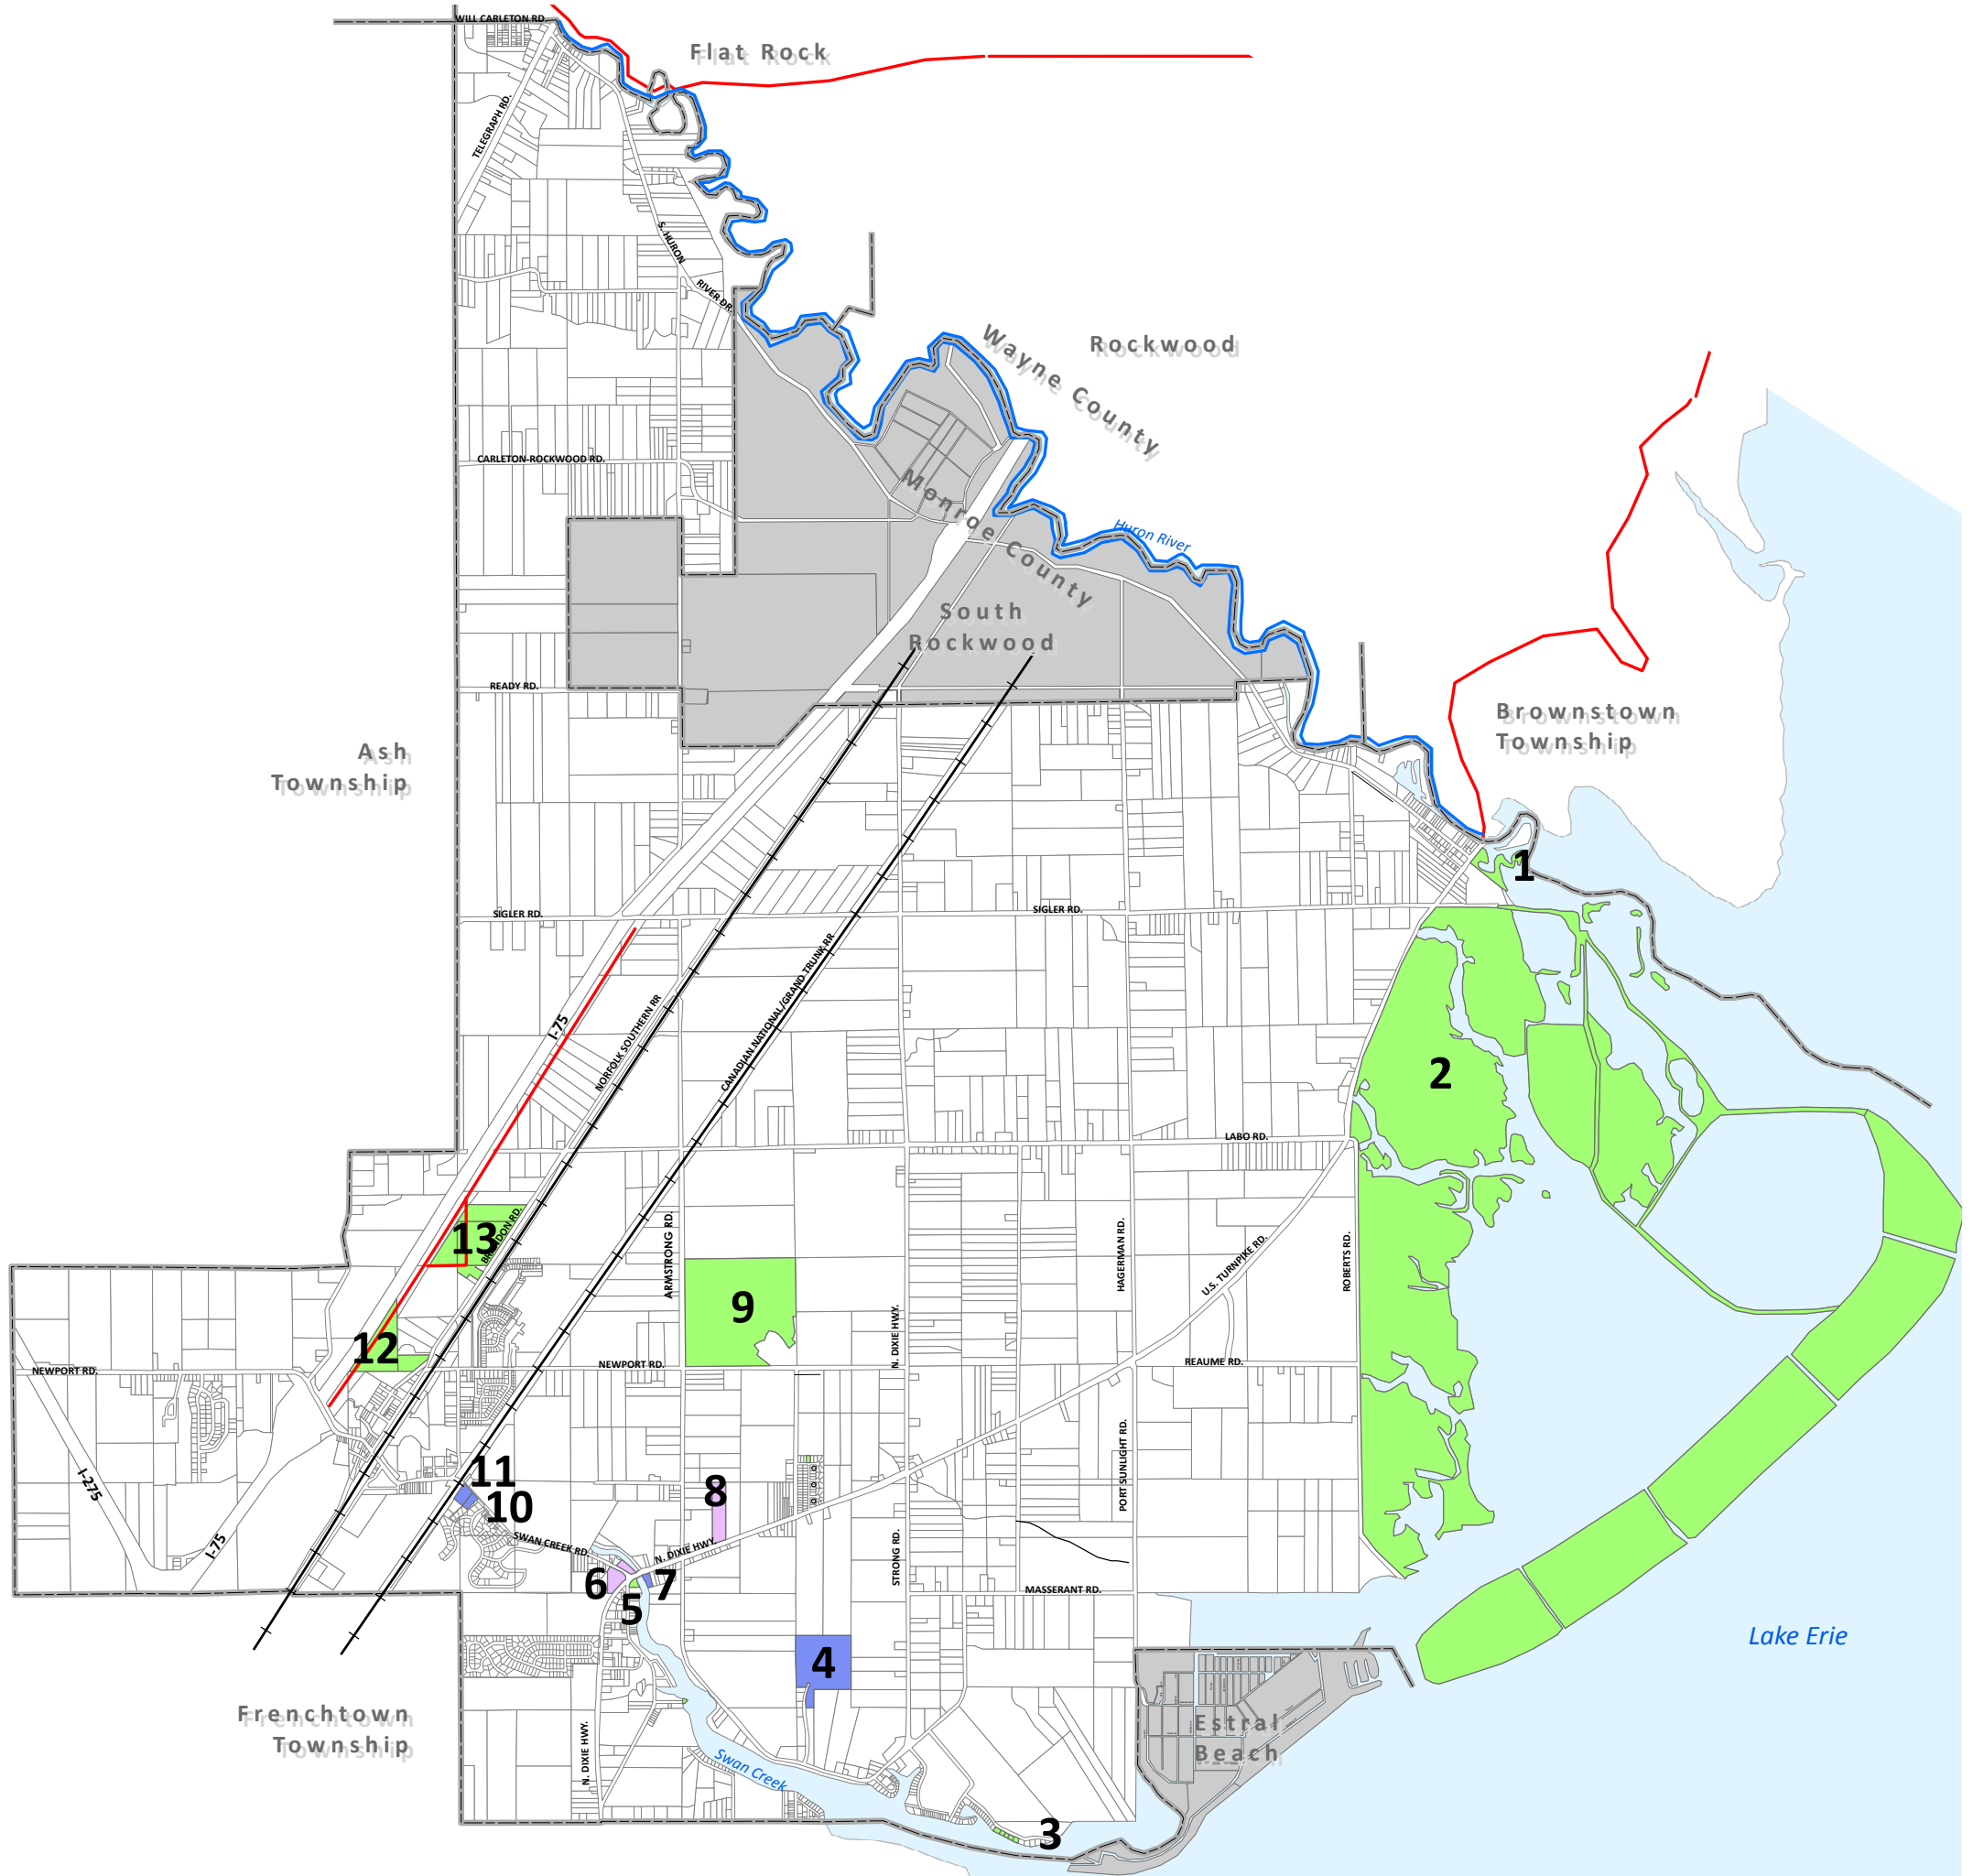 WILL CARLETON RD.
Flat Rock
TELEGRAPH RD.
S. HURON
RIVER DR.
Wayne County
Rockwood
CARLETON-ROCKWOOD RD.
Monroe County
Huron River
South
Rockwood
READY RD.
Brownstown
Township
Ash
Township
1
SIGLER RD.
SIGLER RD.
I-75
NORFOLK SOUTHERN RR
CANADIAN NATIONAL/GRAND TRUNK RR
2
LABO RD.
13
ARMSTRONG RD.
HAGERMAN RD.
U.S. TURNPIKE RD.
ROBERTS RD.
9
12
N. DIXIE HWY.
NEWPORT RD.
NEWPORT RD.
REAUME RD.
I-275
I-75
11
10
8
PORT SUNLIGHT RD.
SWAN CREEK RD.
N. DIXIE HWY.
STRONG RD.
6
7
5
MASSERANT RD.
4
Lake Erie
Frenchtown
Township
N. DIXIE HWY.
Swan Creek
Estral
Beach
3